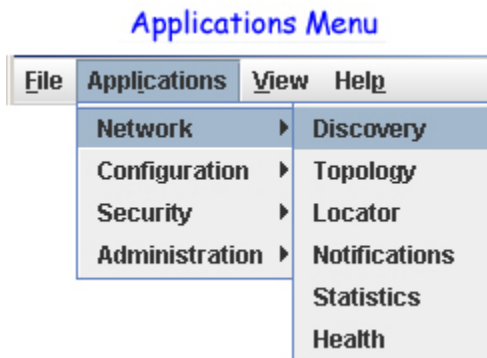 Applications Menu
File Applications View Help
Network Discovery
Configuration Topology
Security Locator
Administration Notifications
Statistics
Health